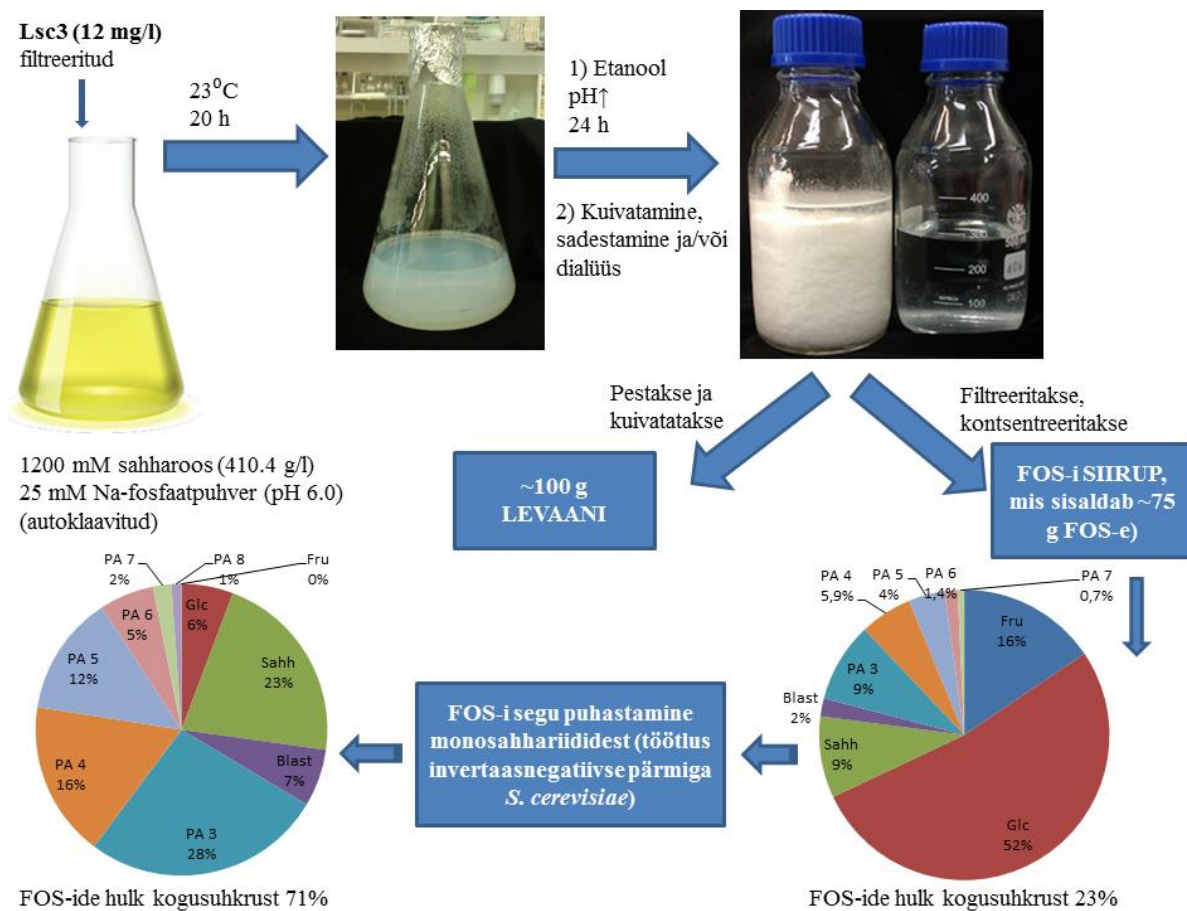 Lsc3 (12 mg/l)
filtreeritud
23⁰C
20 h
1) Etanool
pH↑
24 h
2) Kuivatamine,
sadestamine ja/või
dialüüs
400
300
500 ml
200
100
1200 mM sahharoos (410.4 g/l)
25 mM Na-fosfaatpuhver (pH 6.0)
(autoklaavitud)
Pestakse ja
kuivatatakse
Filtreeritakse,
kontsentreeritakse
~100 g
LEVAANI
FOS-i SIIRUP,
mis sisaldab ~75
g FOS-e)
PA 4
5,9%
PA 5
4%
PA 6
1,4%
PA 7
0,7%
Fru
16%
PA 3
9%
Blast
2%
Sahh
9%
Glc
52%
FOS-ide hulk kogusuhkrust 23%
FOS-i segu puhastamine
monosahhariididest (töötlus
invertaasnegatiivse pärmiga
S. cerevisiae)
PA 7
2%
PA 8
1%
Fru
0%
PA 6
5%
Glc
6%
PA 5
12%
Sahh
23%
PA 4
16%
Blast
7%
PA 3
28%
FOS-ide hulk kogusuhkrust 71%